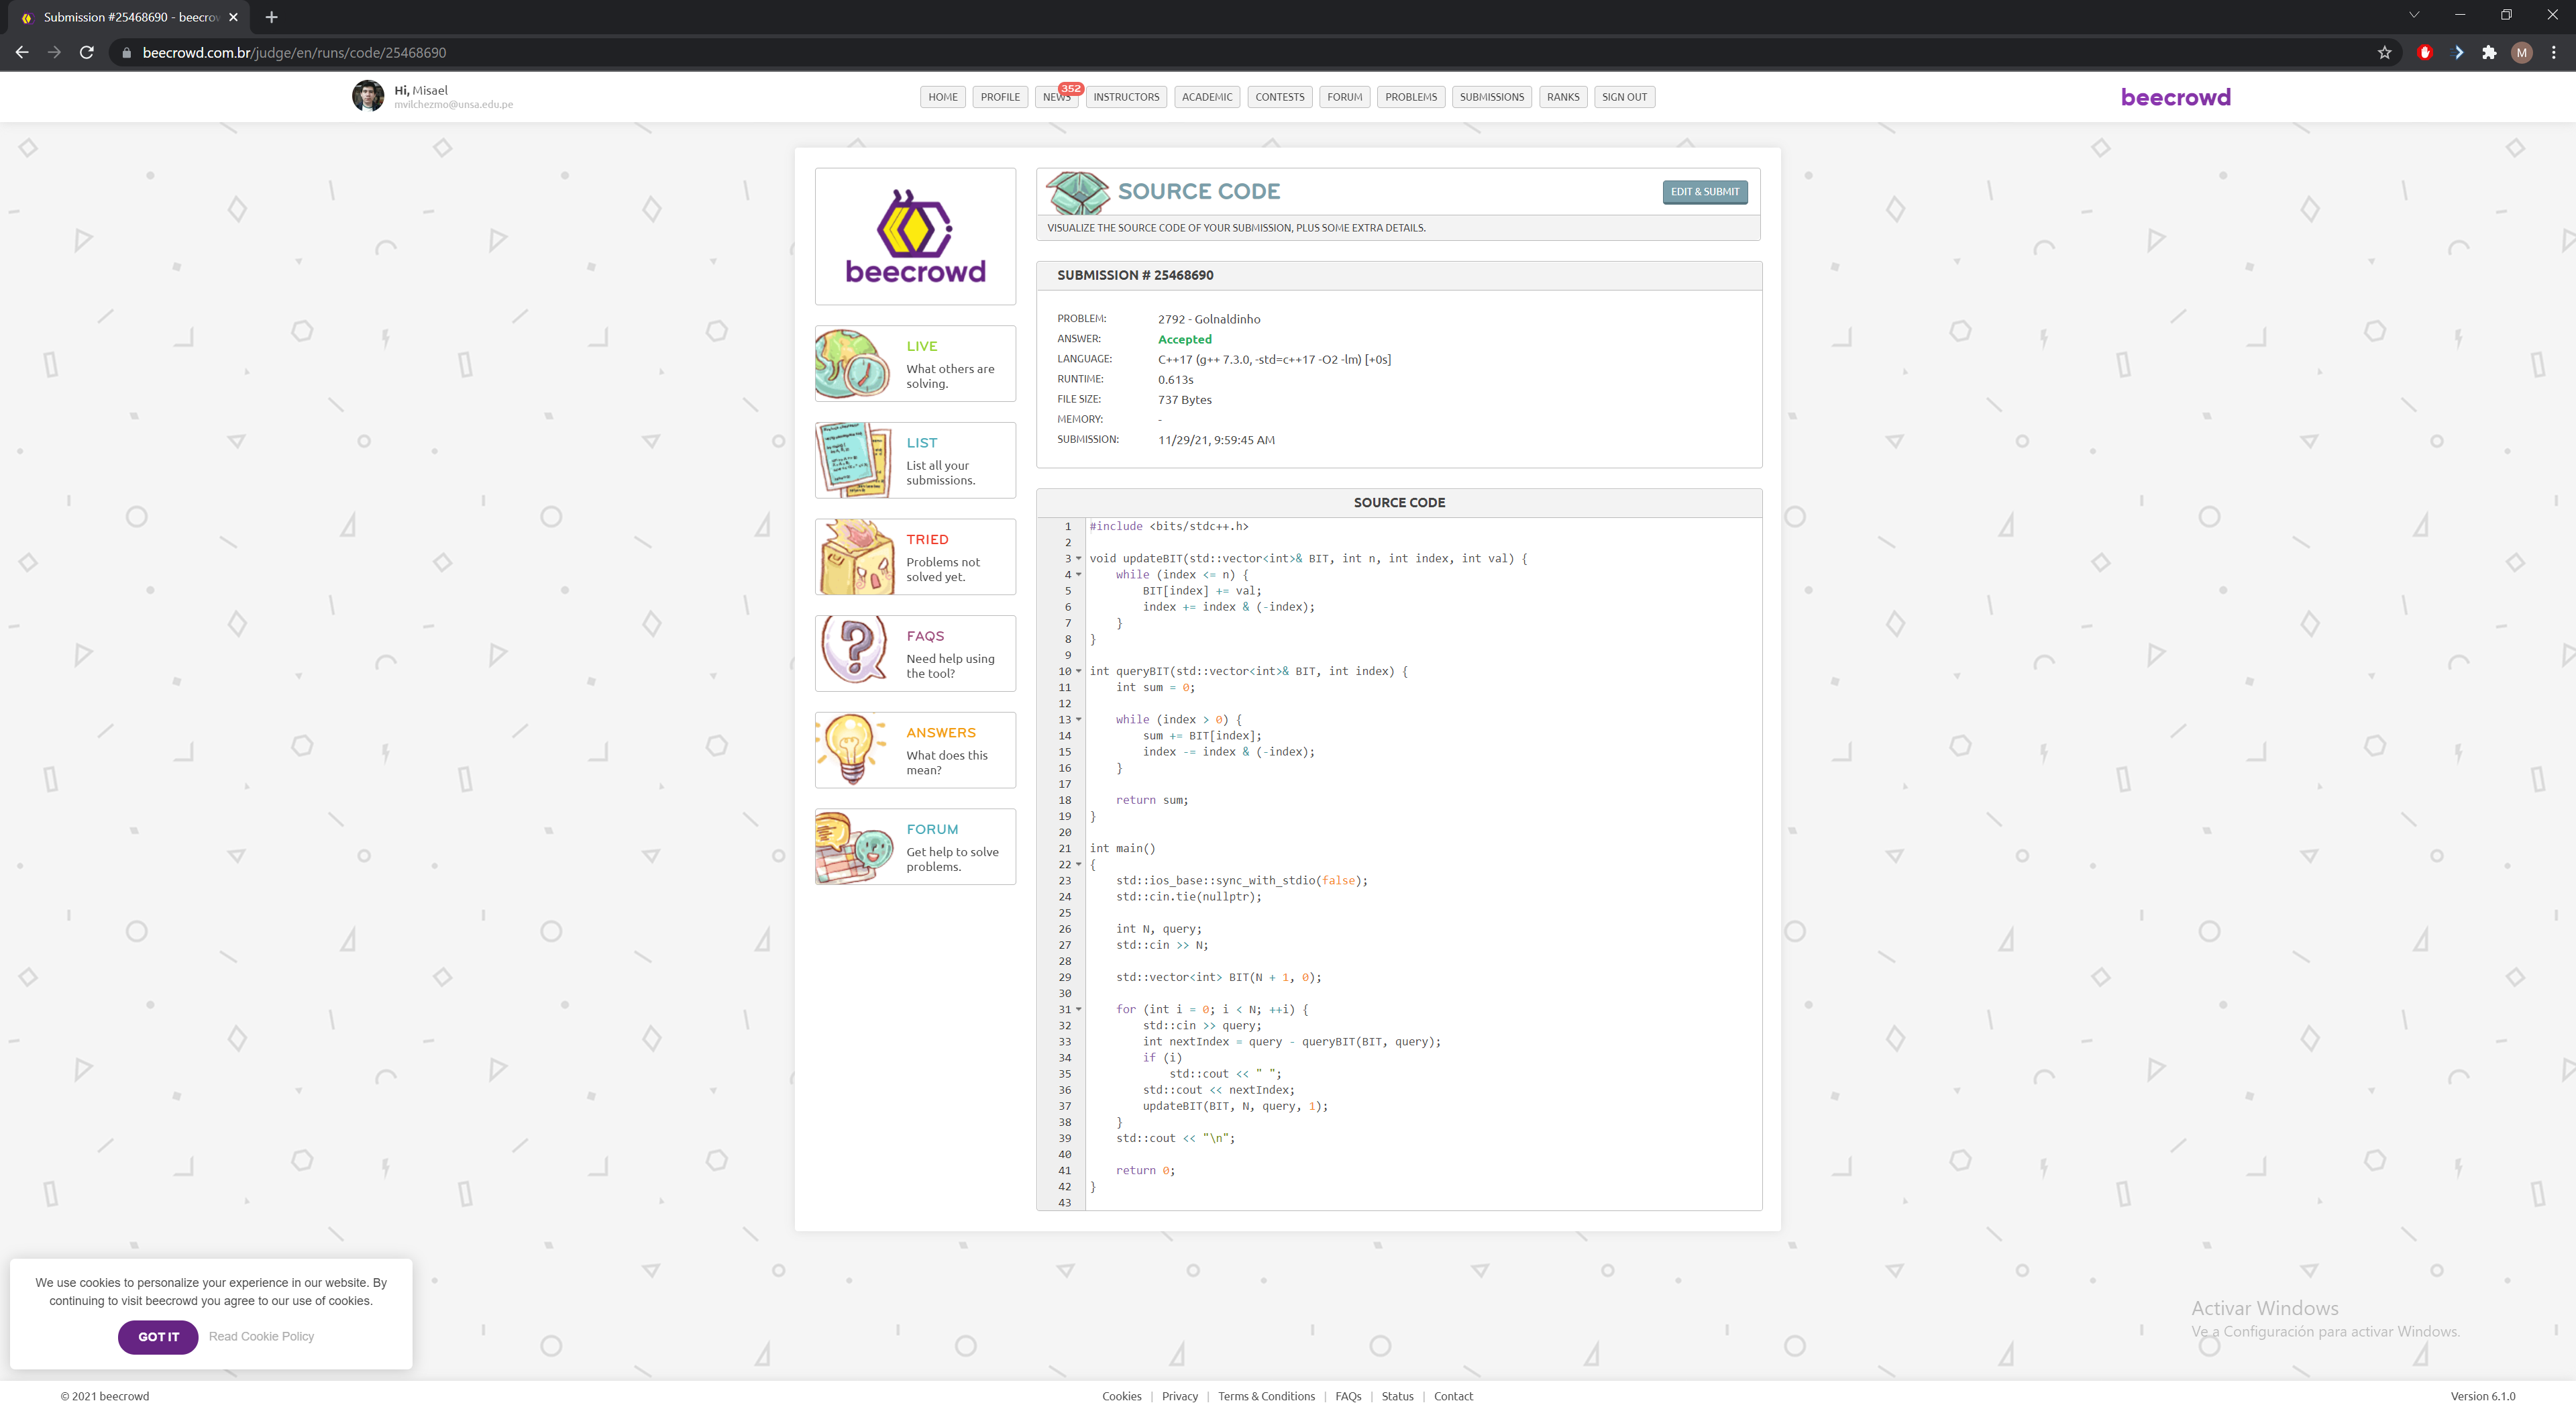 Submission #25468690 - beecrow
beecrowd.com.br/judge/en/runs/code/25468690
M
Hi, Misael
mvilchezmo@unsa.edu.pe
HOME
PROFILE
NEWS
352
INSTRUCTORS
ACADEMIC
CONTESTS
FORUM
PROBLEMS
SUBMISSIONS
RANKS
SIGN OUT
beecrowd
beecrowd
LIVE
What others are
solving.
LIST
List all your
submissions.
TRIED
Problems not
solved yet.
FAQS
Need help using
the tool?
ANSWERS
What does this
mean?
FORUM
Get help to solve
problems.
SOURCE CODE
EDIT & SUBMIT
VISUALIZE THE SOURCE CODE OF YOUR SUBMISSION, PLUS SOME EXTRA DETAILS.
SUBMISSION # 25468690
PROBLEM: 2792 - Golnaldinho
ANSWER: Accepted
LANGUAGE: C++17 (g++ 7.3.0, -std=c++17 -O2 -lm) [+0s]
RUNTIME: 0.613s
FILE SIZE: 737 Bytes
MEMORY: -
SUBMISSION: 11/29/21, 9:59:45 AM
SOURCE CODE
1 #include <bits/stdc++.h>
2
3 void updateBIT(std::vector<int>& BIT, int n, int index, int val) {
4     while (index <= n) {
5         BIT[index] += val;
6         index += index & (-index);
7     }
8 }
9
10 int queryBIT(std::vector<int>& BIT, int index) {
11     int sum = 0;
12
13     while (index > 0) {
14         sum += BIT[index];
15         index -= index & (-index);
16     }
17
18     return sum;
19 }
20
21 int main()
22 {
23     std::ios_base::sync_with_stdio(false);
24     std::cin.tie(nullptr);
25
26     int N, query;
27     std::cin >> N;
28
29     std::vector<int> BIT(N + 1, 0);
30
31     for (int i = 0; i < N; ++i) {
32         std::cin >> query;
33         int nextIndex = query - queryBIT(BIT, query);
34         if (i)
35             std::cout << " ";
36         std::cout << nextIndex;
37         updateBIT(BIT, N, query, 1);
38     }
39     std::cout << "\n";
40
41     return 0;
42 }
43
We use cookies to personalize your experience in our website. By
continuing to visit beecrowd you agree to our use of cookies.
GOT IT
Read Cookie Policy
Activar Windows
Ve a Configuración para activar Windows.
© 2021 beecrowd
Cookies | Privacy | Terms & Conditions | FAQs | Status | Contact
Version 6.1.0